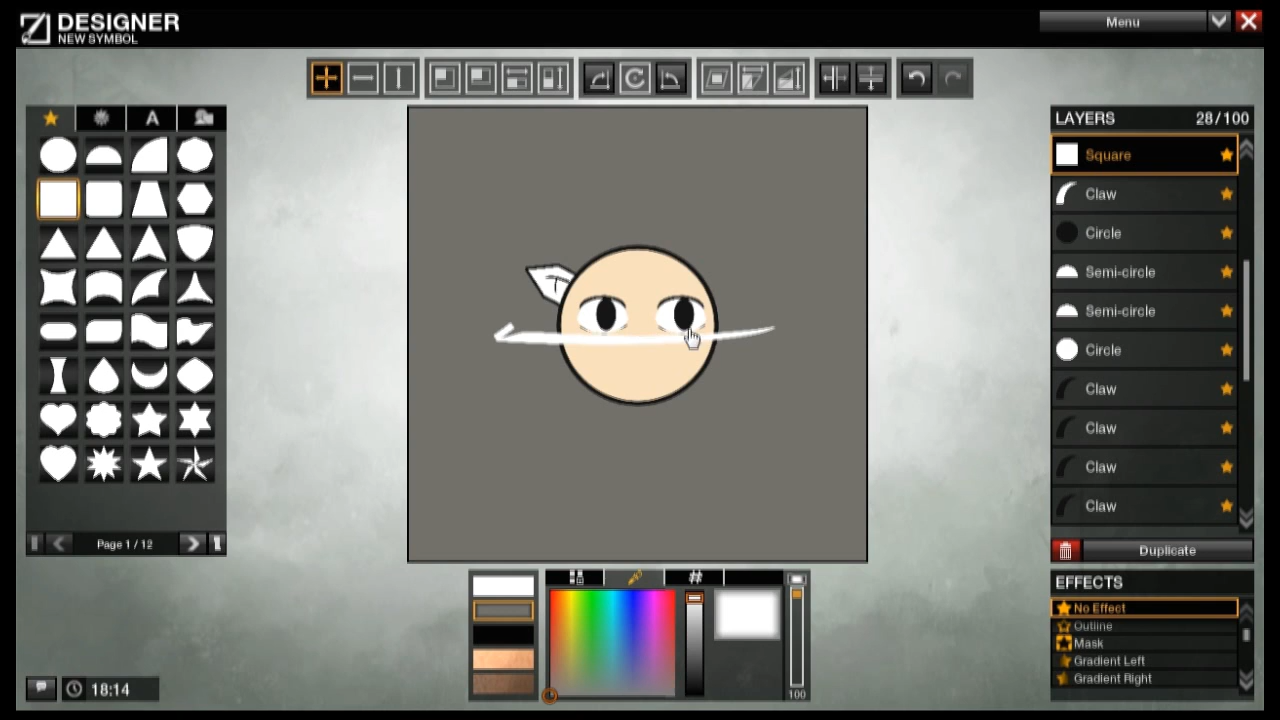 DESIGNER
NEW SYMBOL
Menu
A
LAYERS 28/100
Square
Claw
Circle
Semi-circle
Semi-circle
Circle
Claw
Claw
Claw
Claw
Page 1 / 12
Duplicate
EFFECTS
No Effect
Outline
Mask
Gradient Left
Gradient Right
#
100
18:14